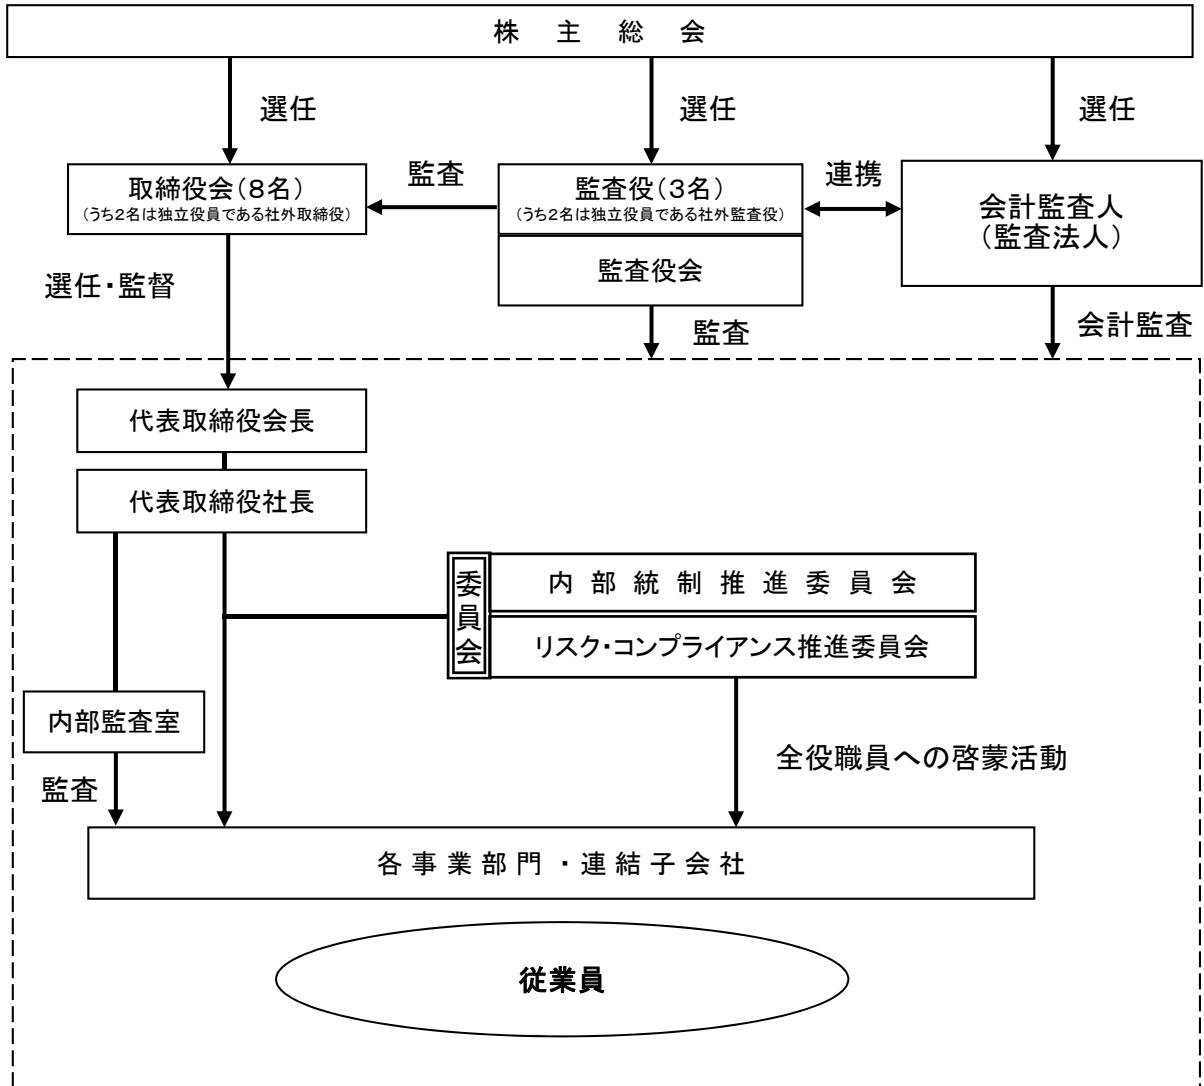 株主総会
選任
選任
選任
取締役会(8名)
(うち2名は独立役員である社外取締役)
監査
監査役(3名)
(うち2名は独立役員である社外監査役)
監査役会
連携
会計監査人
(監査法人)
選任・監督
監査
会計監査
代表取締役会長
代表取締役社長
委員会
内部統制推進委員会
リスク・コンプライアンス推進委員会
内部監査室
監査
全役職員への啓蒙活動
各事業部門・連結子会社
従業員